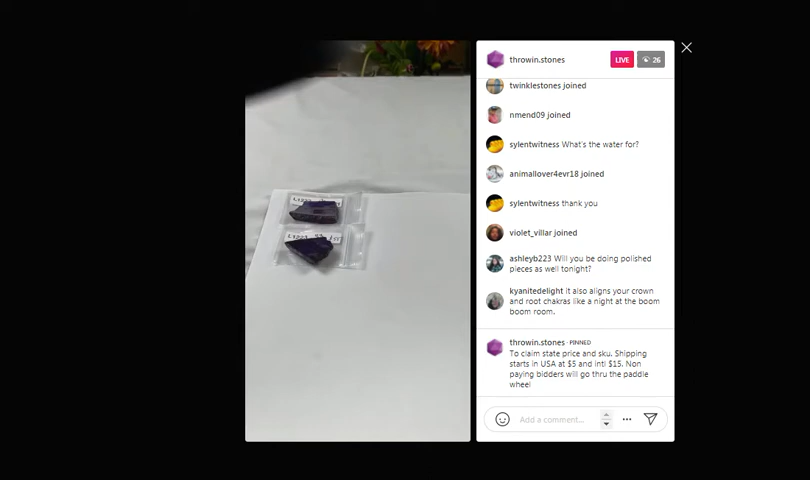 throwin.stones
LIVE
26
twinklestones joined
nmend09 joined
sylentwitness What's the water for?
animallover4evr18 joined
sylentwitness thank you
violet_villar joined
ashleyb223 Will you be doing polished
pieces as well tonight?
kyanitedelight it also aligns your crown
and root chakras like a night at the boom
boom room.
throwin.stones · PINNED
To claim state price and sku. Shipping
starts in USA at $5 and intl $15. Non
paying bidders will go thru the paddle
wheel
Add a comment...